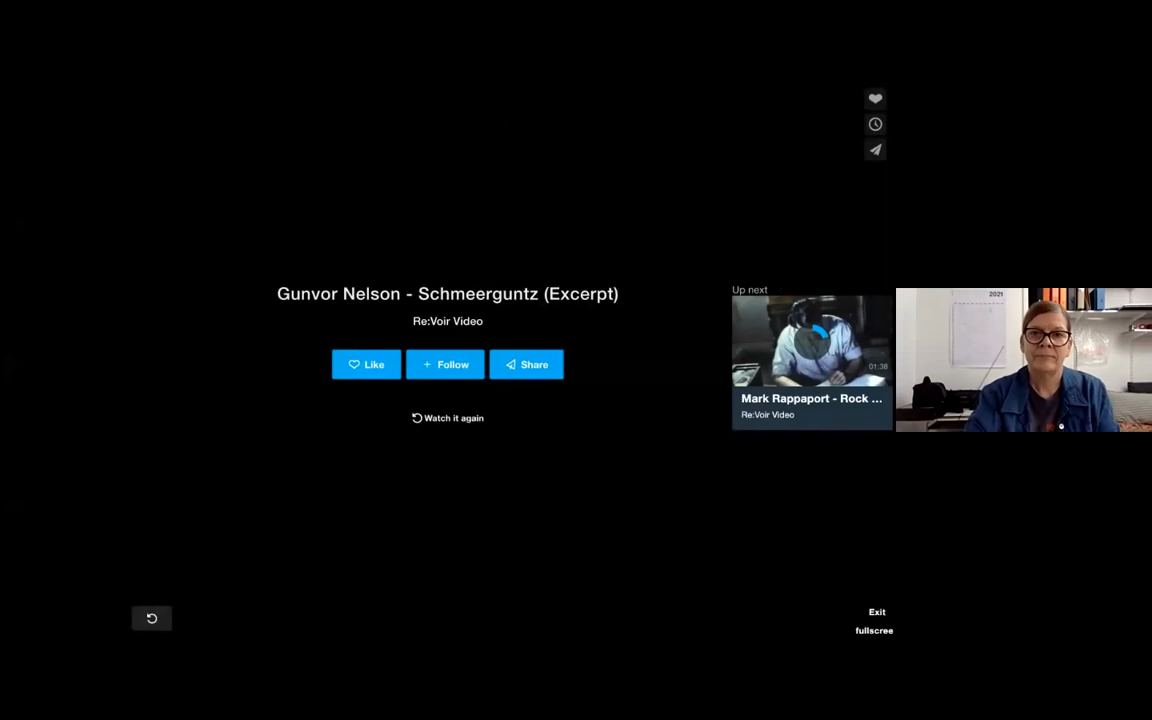 Gunvor Nelson - Schmeerguntz (Excerpt)
Re:Voir Video
Like
+ Follow
Share
Watch it again
Up next
01:38
Mark Rappaport - Rock ...
Re:Voir Video
2021
Exit
fullscree